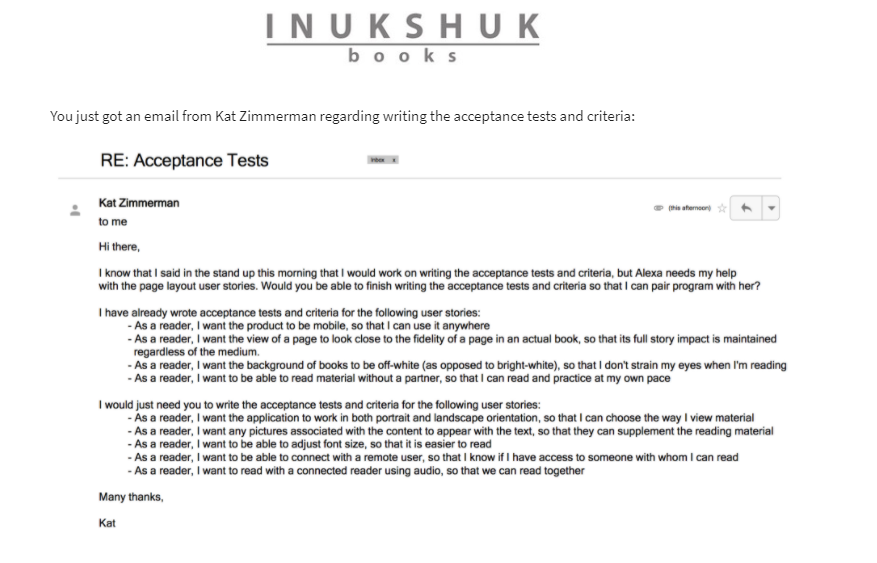 INUKSHUK
books
You just got an email from Kat Zimmerman regarding writing the acceptance tests and criteria:
RE: Acceptance Tests
Inbox x
Kat Zimmerman
(this afternoon)
to me
Hi there,
I know that I said in the stand up this morning that I would work on writing the acceptance tests and criteria, but Alexa needs my help
with the page layout user stories. Would you be able to finish writing the acceptance tests and criteria so that I can pair program with her?
I have already wrote acceptance tests and criteria for the following user stories:
- As a reader, I want the product to be mobile, so that I can use it anywhere
- As a reader, I want the view of a page to look close to the fidelity of a page in an actual book, so that its full story impact is maintained
regardless of the medium.
- As a reader, I want the background of books to be off-white (as opposed to bright-white), so that I don't strain my eyes when I'm reading
- As a reader, I want to be able to read material without a partner, so that I can read and practice at my own pace
I would just need you to write the acceptance tests and criteria for the following user stories:
- As a reader, I want the application to work in both portrait and landscape orientation, so that I can choose the way I view material
- As a reader, I want any pictures associated with the content to appear with the text, so that they can supplement the reading material
- As a reader, I want to be able to adjust font size, so that it is easier to read
- As a reader, I want to be able to connect with a remote user, so that I know if I have access to someone with whom I can read
- As a reader, I want to read with a connected reader using audio, so that we can read together
Many thanks,
Kat